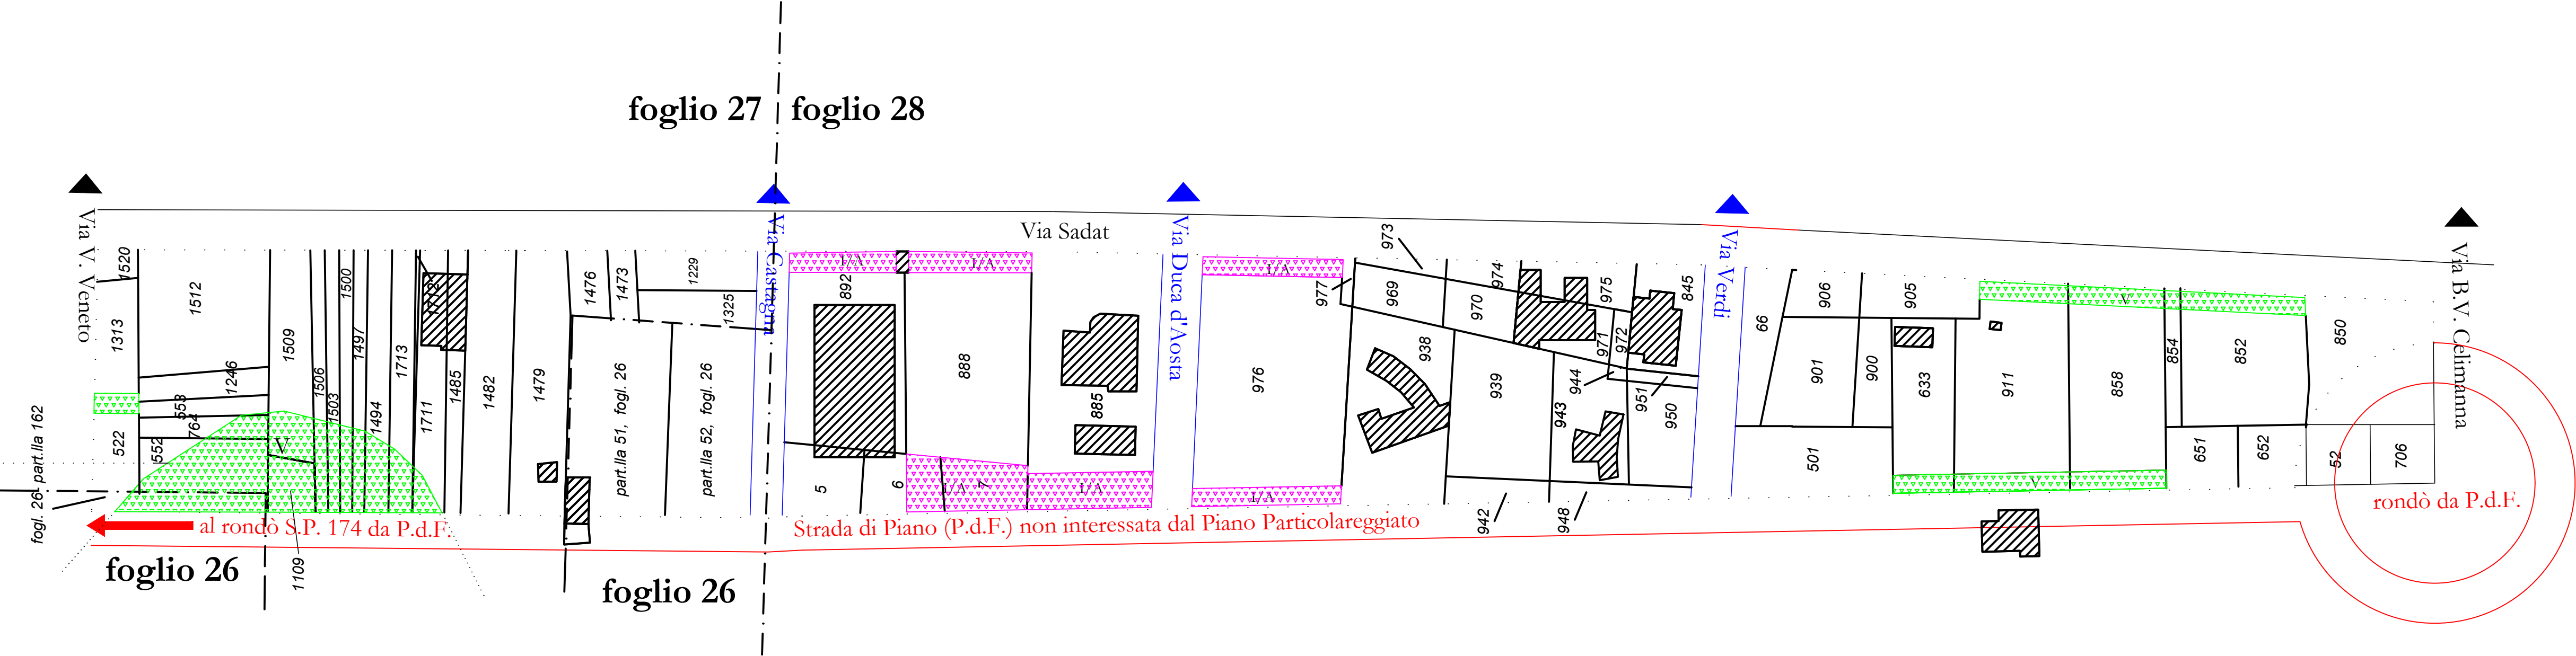 foglio 27
foglio 28
Via V. Veneto
Via Castagna
Via Sadat
Via Duca d'Aosta
Via Verdi
Via B.V. Celimanna
1520
1313
1512
1246
553
764
522
552
fogl. 26- part.lla 162
V
1509
1506
1503
1500
1497
1494
1713
1712
1711
1485
1482
1479
1476
1473
1229
1325
part.lla 51, fogl. 26
part.lla 52, fogl. 26
1109
I/A
I/A
892
888
885
5
6
7
I/A
I/A
I/A
976
I/A
977
973
969
970
974
975
971
972
845
938
939
943
944
951
950
942
948
66
906
905
901
900
633
501
911
858
V
V
854
852
850
651
652
52
706
al rondò S.P. 174 da P.d.F.
Strada di Piano (P.d.F.) non interessata dal Piano Particolareggiato
rondò da P.d.F.
foglio 26
foglio 26